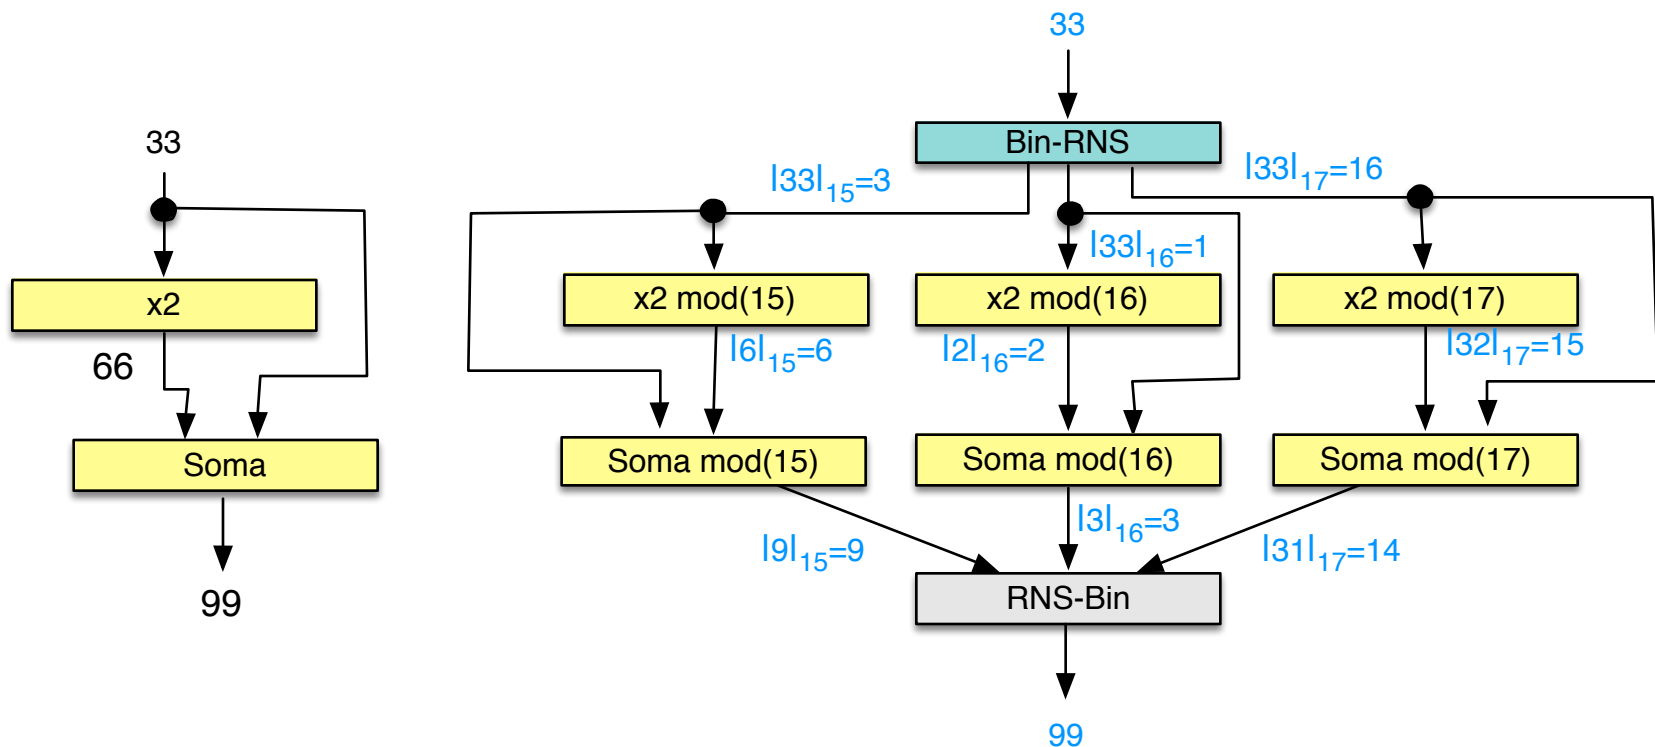 33
x2
66
Soma
99
33
Bin-RNS
|33|15=3
|33|17=16
|33|16=1
x2 mod(15)
x2 mod(16)
x2 mod(17)
|6|15=6
|2|16=2
|32|17=15
Soma mod(15)
Soma mod(16)
Soma mod(17)
|9|15=9
|3|16=3
|31|17=14
RNS-Bin
99